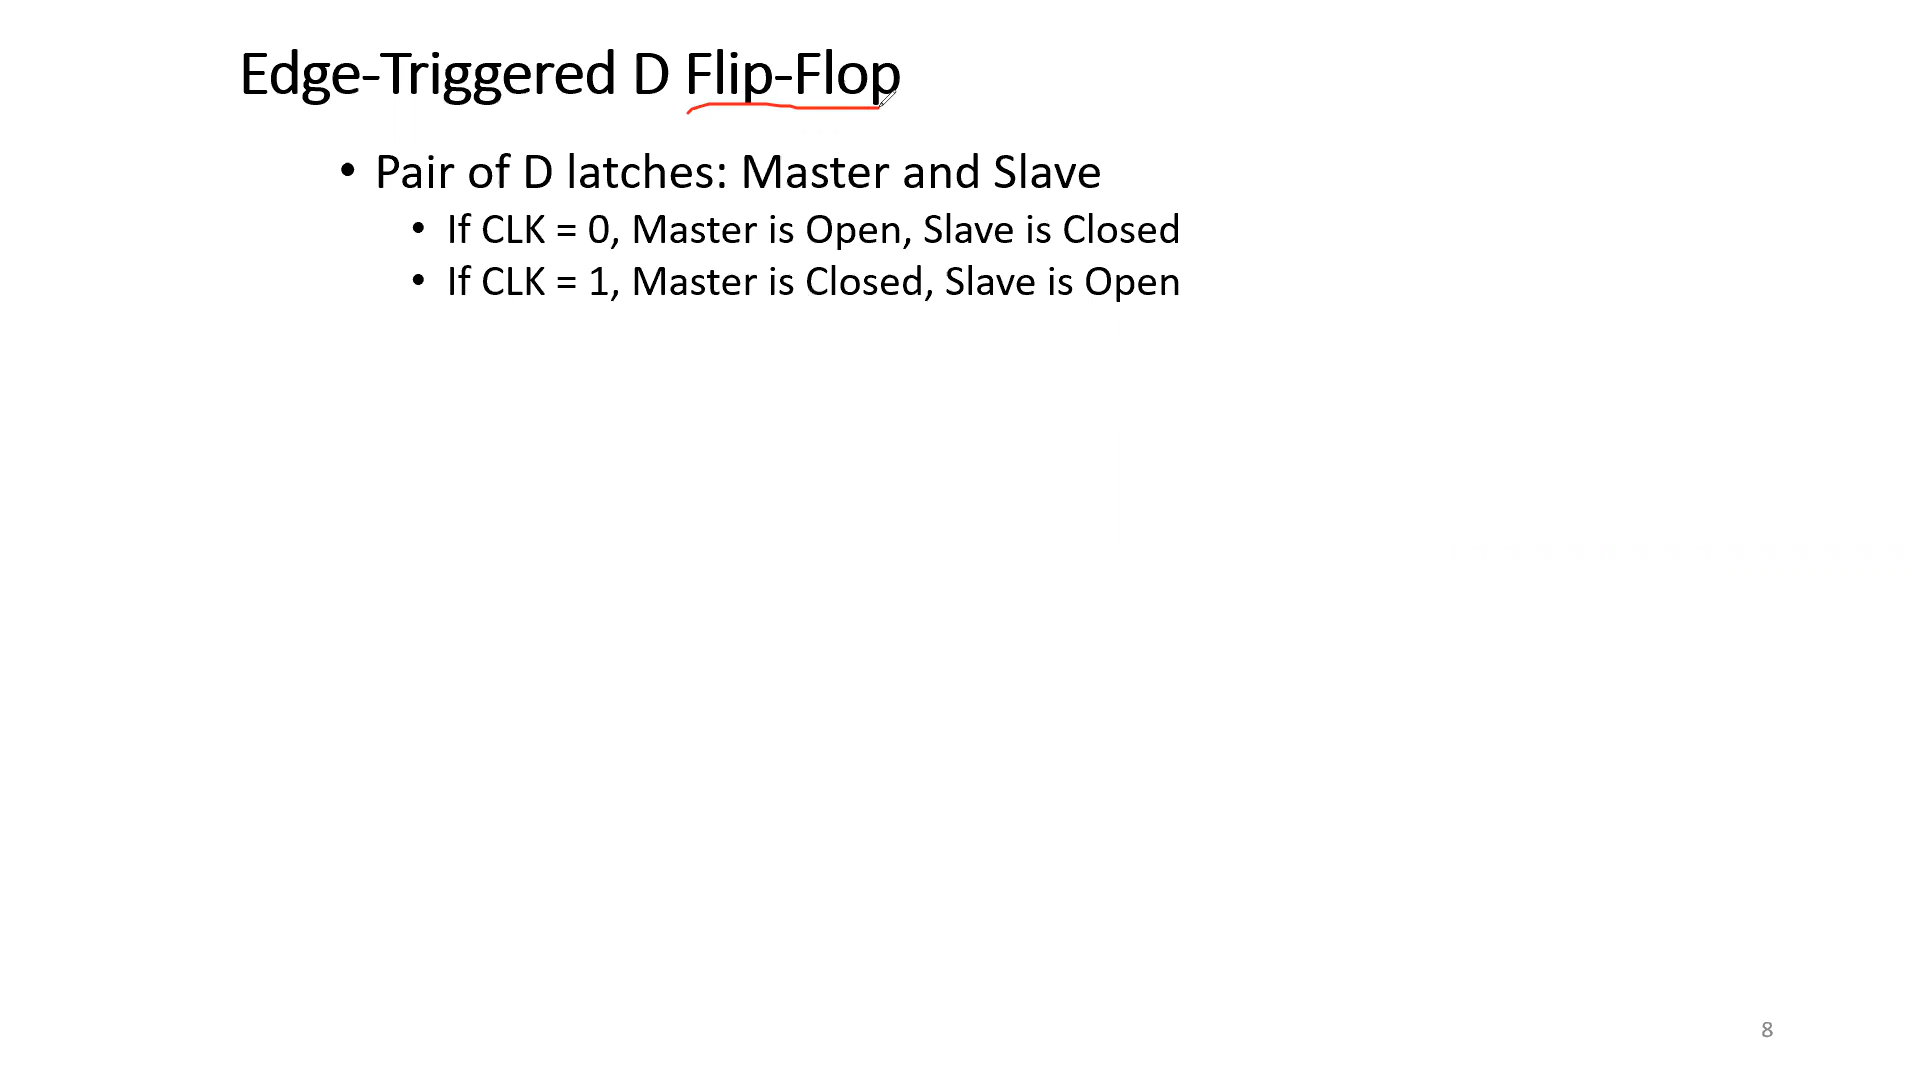 Edge-Triggered D Flip-Flop
• Pair of D latches: Master and Slave
• If CLK = 0, Master is Open, Slave is Closed
• If CLK = 1, Master is Closed, Slave is Open
8